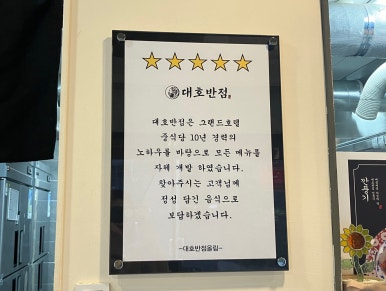 대호반점
대호반점은 그랜드호텔
중식당 10년 경력의
노하우를 바탕으로 모든 메뉴를
자체 개발 하였습니다.
찾아주시는 고객님께
정성 담긴 음식으로
보답하겠습니다.
-대호반점올림-
깐풍기